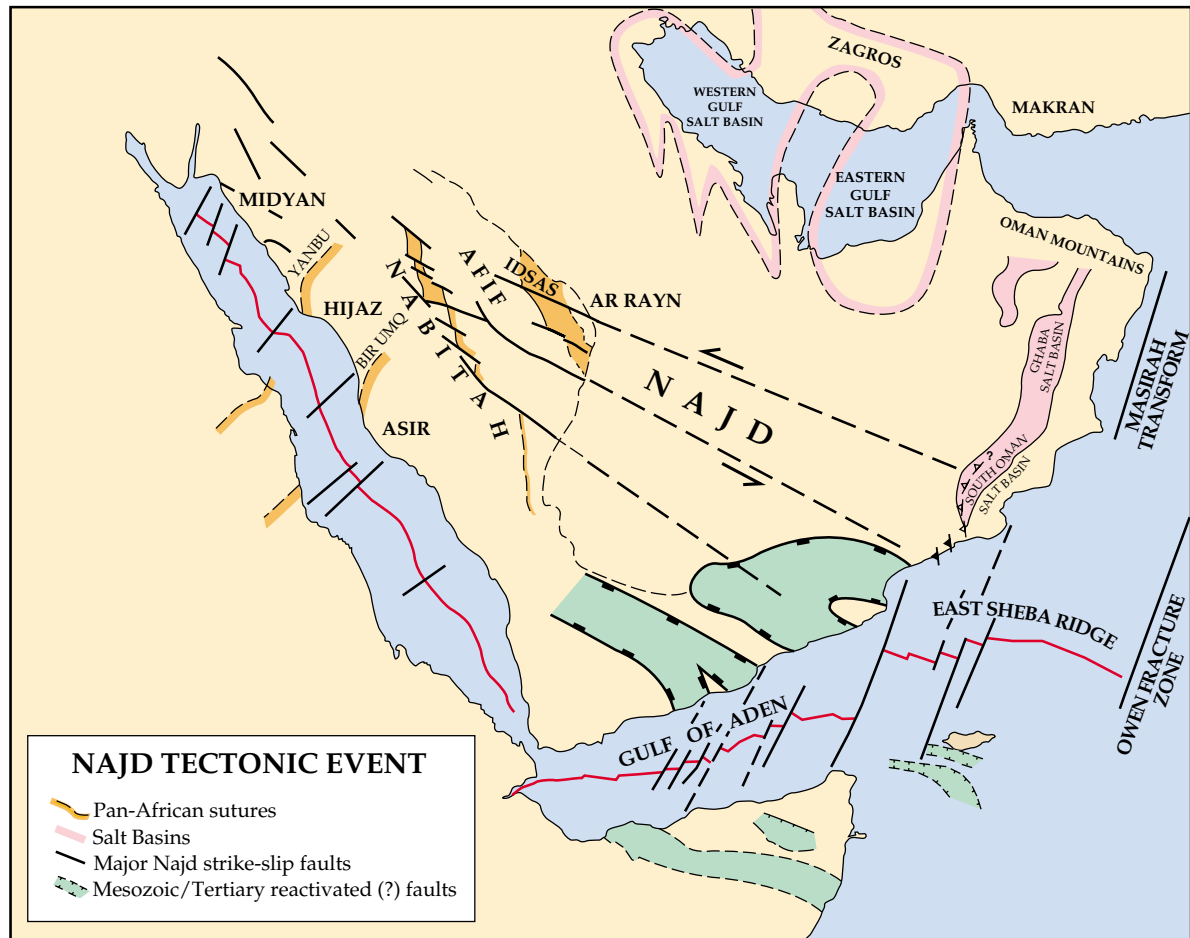 ZAGROS
WESTERN
GULF
SALT BASIN
MAKRAN
EASTERN
GULF
SALT BASIN
MIDYAN
OMAN MOUNTAINS
YANBU
AFIF
IDSAS
AR RAYN
HIJAZ
NABITAH
BIR UMQ
GHABA
SALT BASIN
MASIRAH
TRANSFORM
NAJD
ASIR
SOUTH OMAN
SALT BASIN
?
EAST SHEBA RIDGE
OWEN FRACTURE
ZONE
GULF OF ADEN
NAJD TECTONIC EVENT
Pan-African sutures
Salt Basins
Major Najd strike-slip faults
Mesozoic/Tertiary reactivated (?) faults